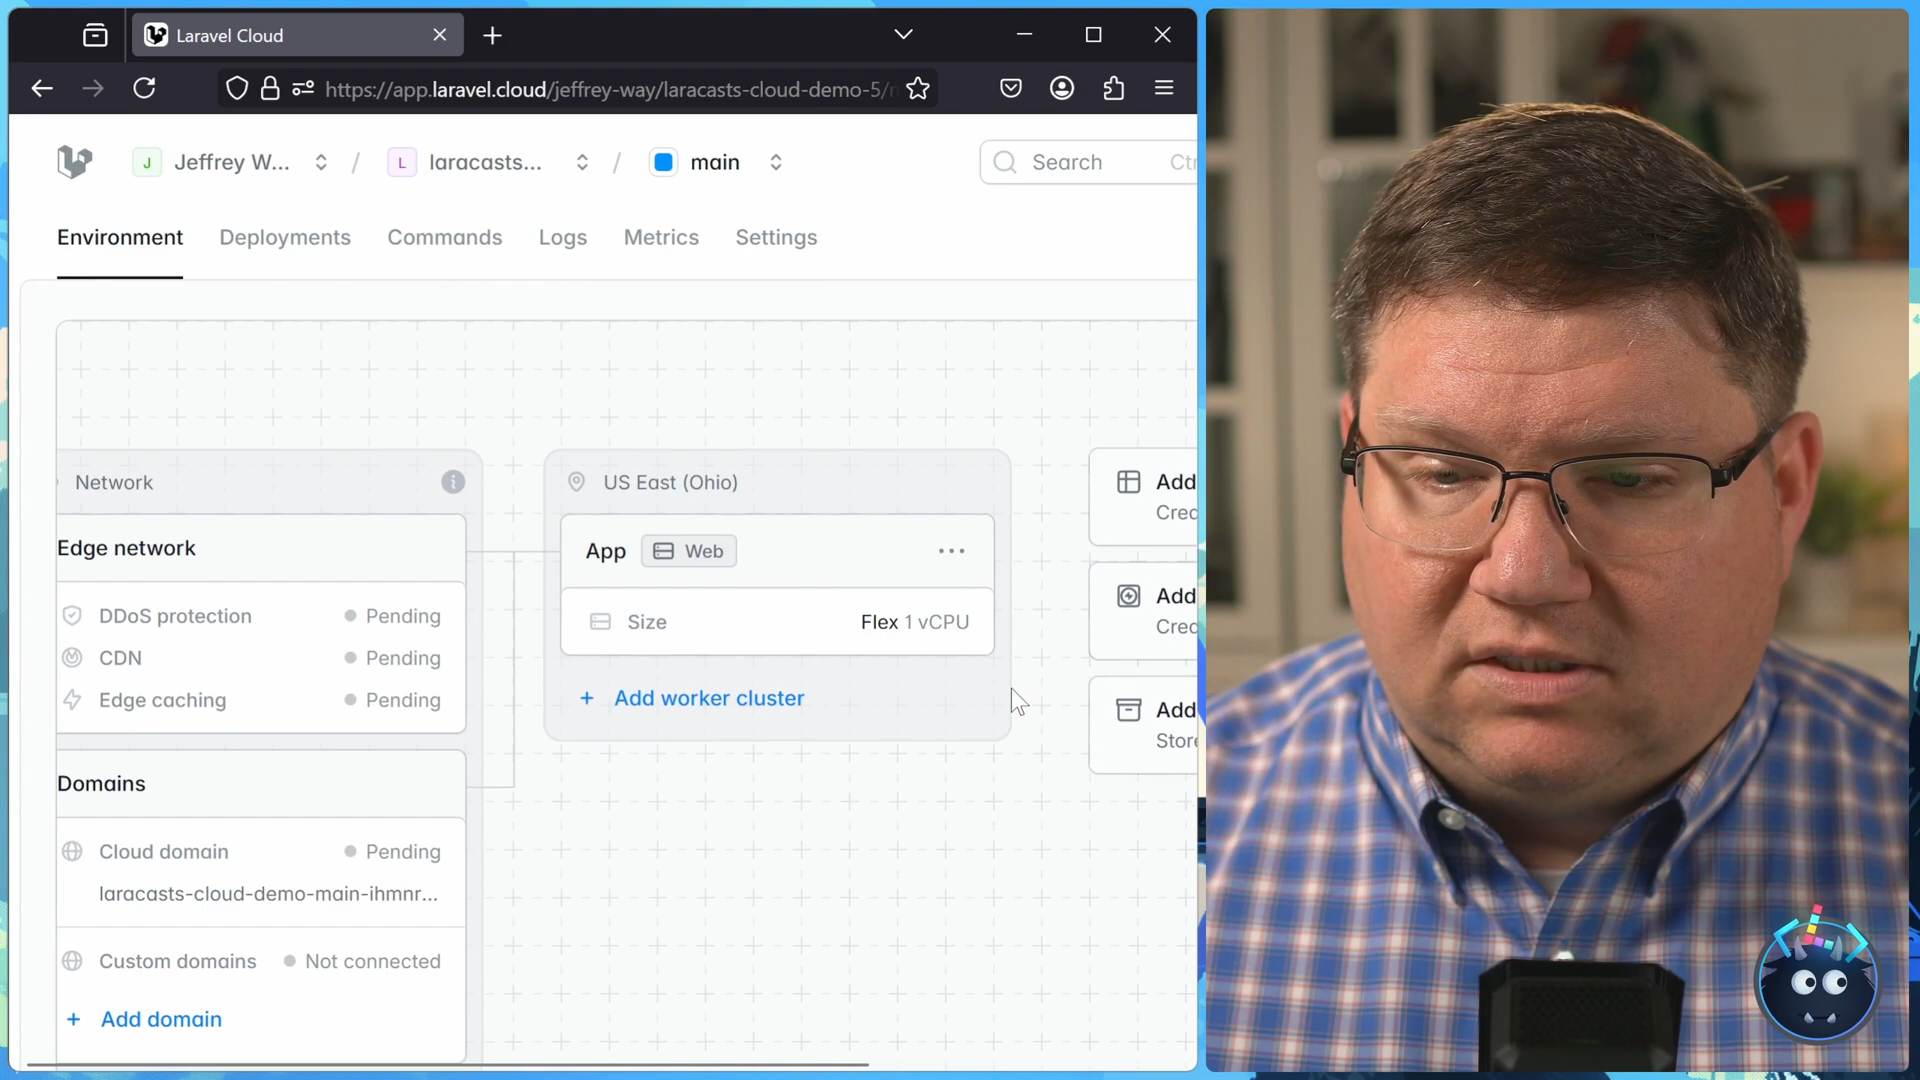 Laravel Cloud
https://app.laravel.cloud/jeffrey-way/laracasts-cloud-demo-5/
J Jeffrey W... / L laracasts... / main
Search
Environment Deployments Commands Logs Metrics Settings
Network
Edge network
DDoS protection Pending
CDN Pending
Edge caching Pending
Domains
Cloud domain Pending
laracasts-cloud-demo-main-ihmnr...
Custom domains Not connected
+ Add domain
US East (Ohio)
App Web
Size Flex 1 vCPU
+ Add worker cluster
Add
Add
Add